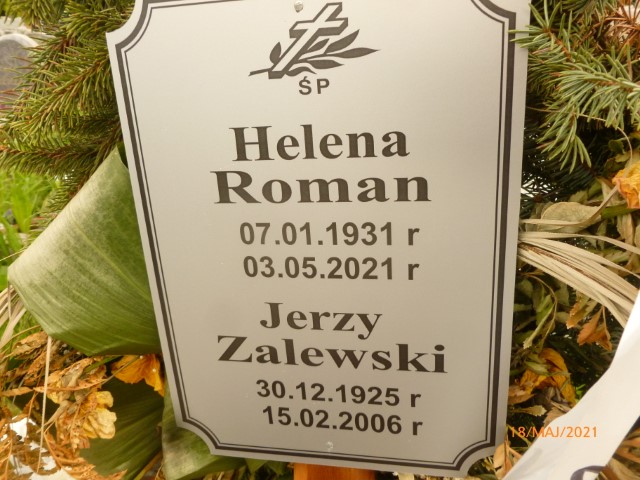 ŚP
Helena
Roman
07.01.1931 r
03.05.2021 r
Jerzy
Zalewski
30.12.1925 r
15.02.2006 r
18/MAJ/2021